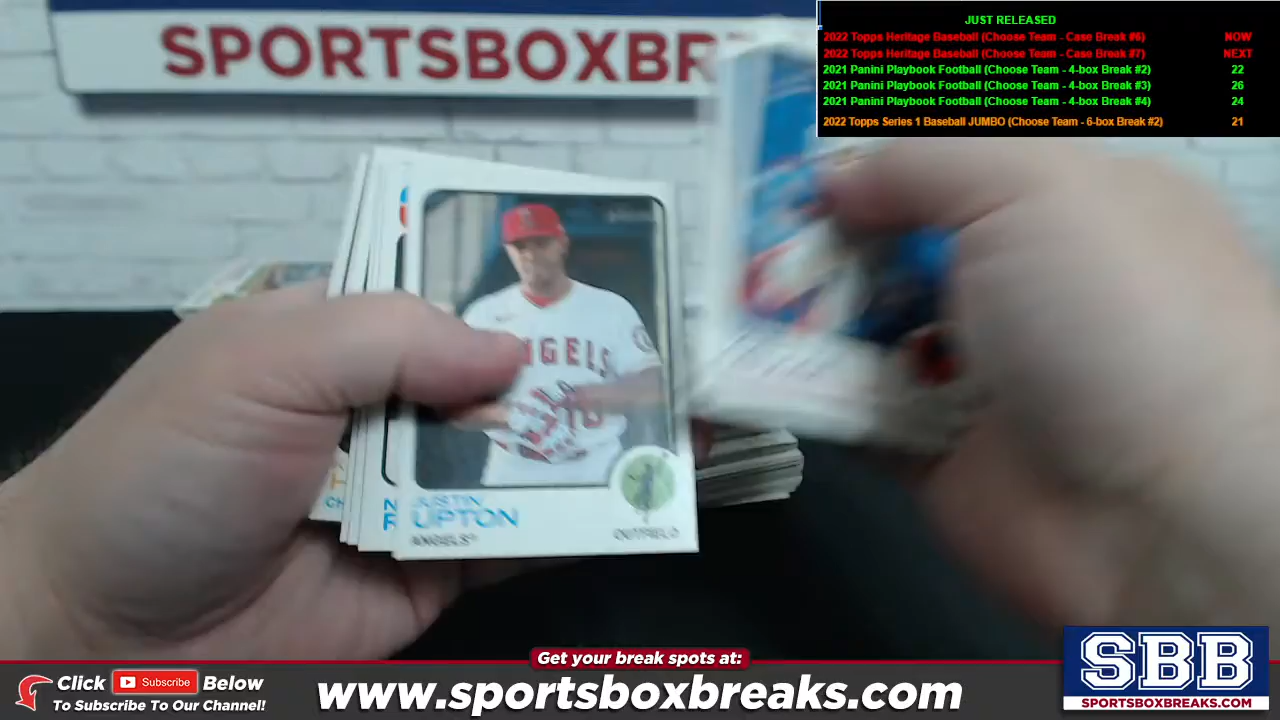 SPORTSBOXBR
JUST RELEASED
2022 Topps Heritage Baseball (Choose Team - Case Break #6) NOW
2022 Topps Heritage Baseball (Choose Team - Case Break #7) NEXT
2021 Panini Playbook Football (Choose Team - 4-box Break #2) 22
2021 Panini Playbook Football (Choose Team - 4-box Break #3) 26
2021 Panini Playbook Football (Choose Team - 4-box Break #4) 24
2022 Topps Series 1 Baseball JUMBO (Choose Team - 6-box Break #2) 21
ANGELS
JUSTIN
UPTON
ANGELS
OUTFIELD
Get your break spots at:
Click Subscribe Below
To Subscribe To Our Channel!
www.sportsboxbreaks.com
SBB
SPORTSBOXBREAKS.COM